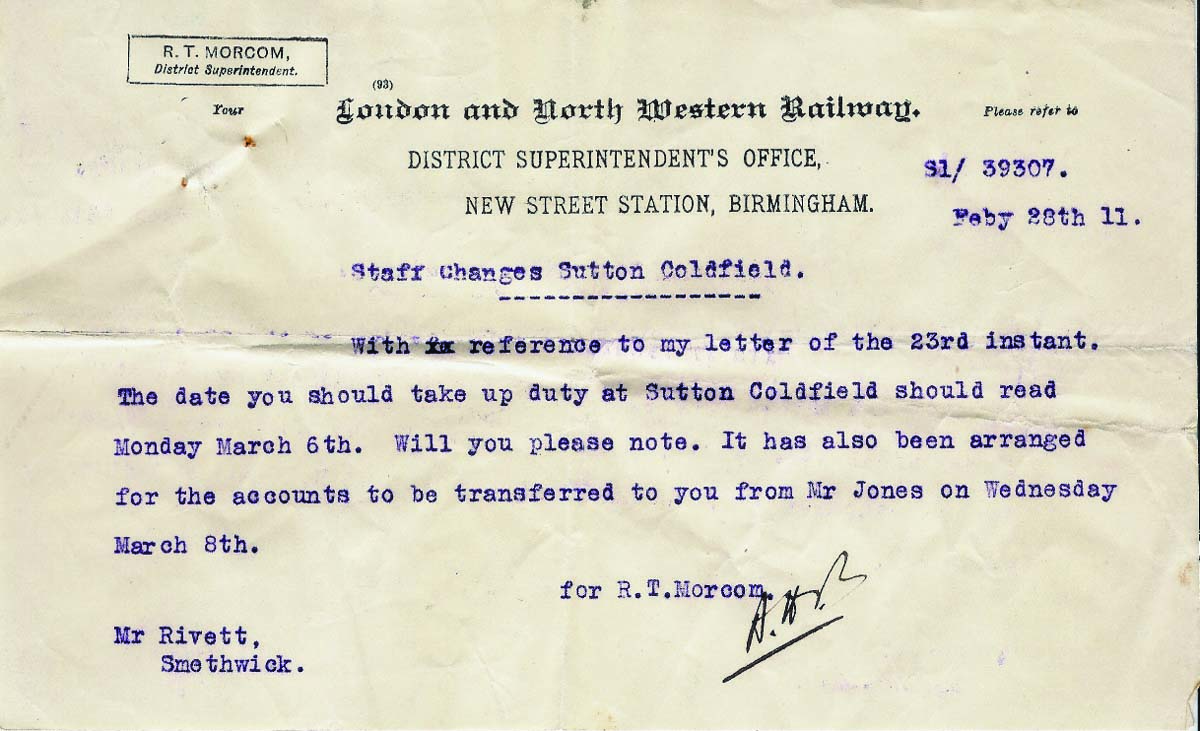 R. T. MORCOM,
District Superintendent.
(93)
Your
London and North Western Railway.
Please refer to
DISTRICT SUPERINTENDENT'S OFFICE,
S1/ 39307.
NEW STREET STATION, BIRMINGHAM.
Feby 28th 11.
Staff Changes Sutton Coldfield.
------------------
With reference to my letter of the 23rd instant.
The date you should take up duty at Sutton Coldfield should read
Monday March 6th. Will you please note. It has also been arranged
for the accounts to be transferred to you from Mr Jones on Wednesday
March 8th.
for R.T.Morcom.
Mr Rivett,
Smethwick.